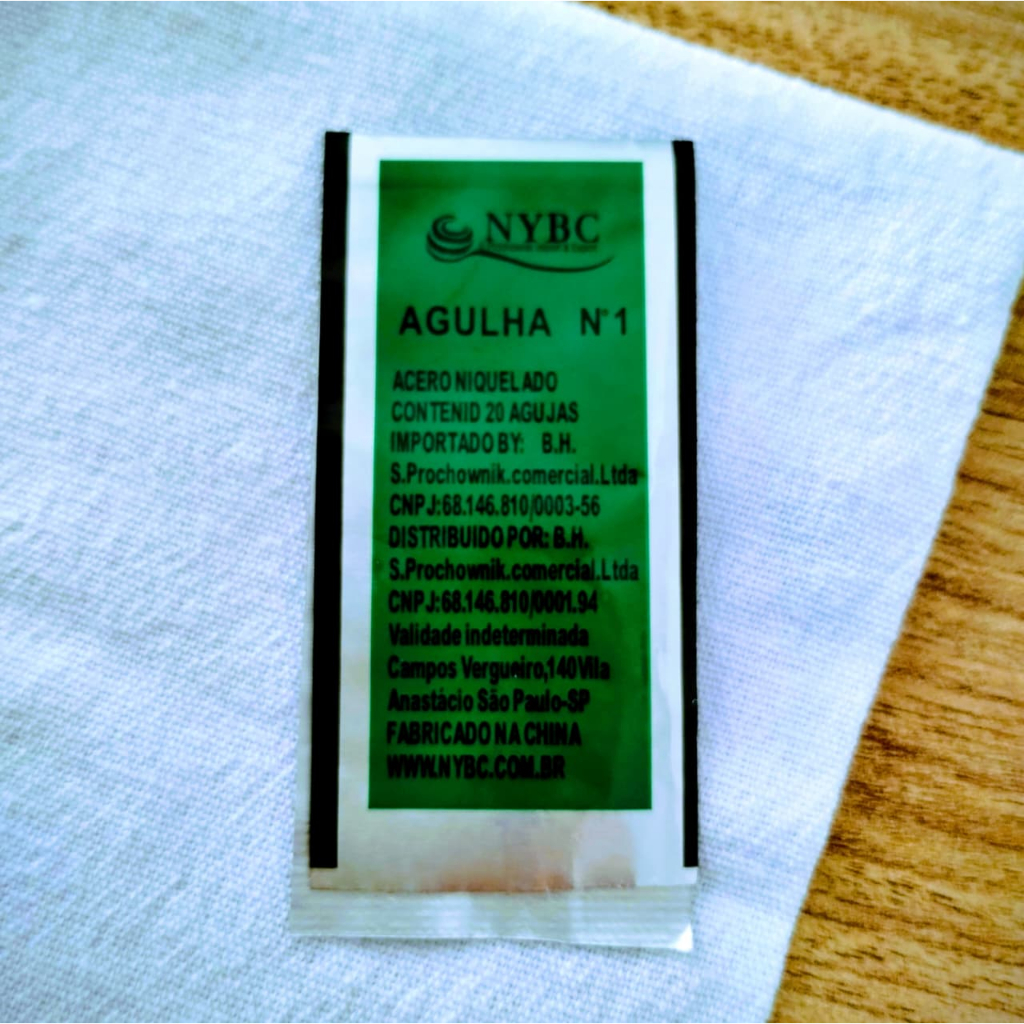 NYBC
AGULHA N° 1
ACERO NIQUELADO
CONTENID 20 AGUJAS
IMPORTADO BY: B.H.
S.Prochownik.comercial.Ltda
CNPJ:68.146.810/0003-56
DISTRIBUIDO POR: B.H.
S.Prochownik.comercial.Ltda
CNPJ:68.146.810/0001.94
Validade indeterminada
Campos Vergueiro,140 Vila
Anastácio São Paulo-SP
FABRICADO NA CHINA
WWW.NYBC.COM.BR